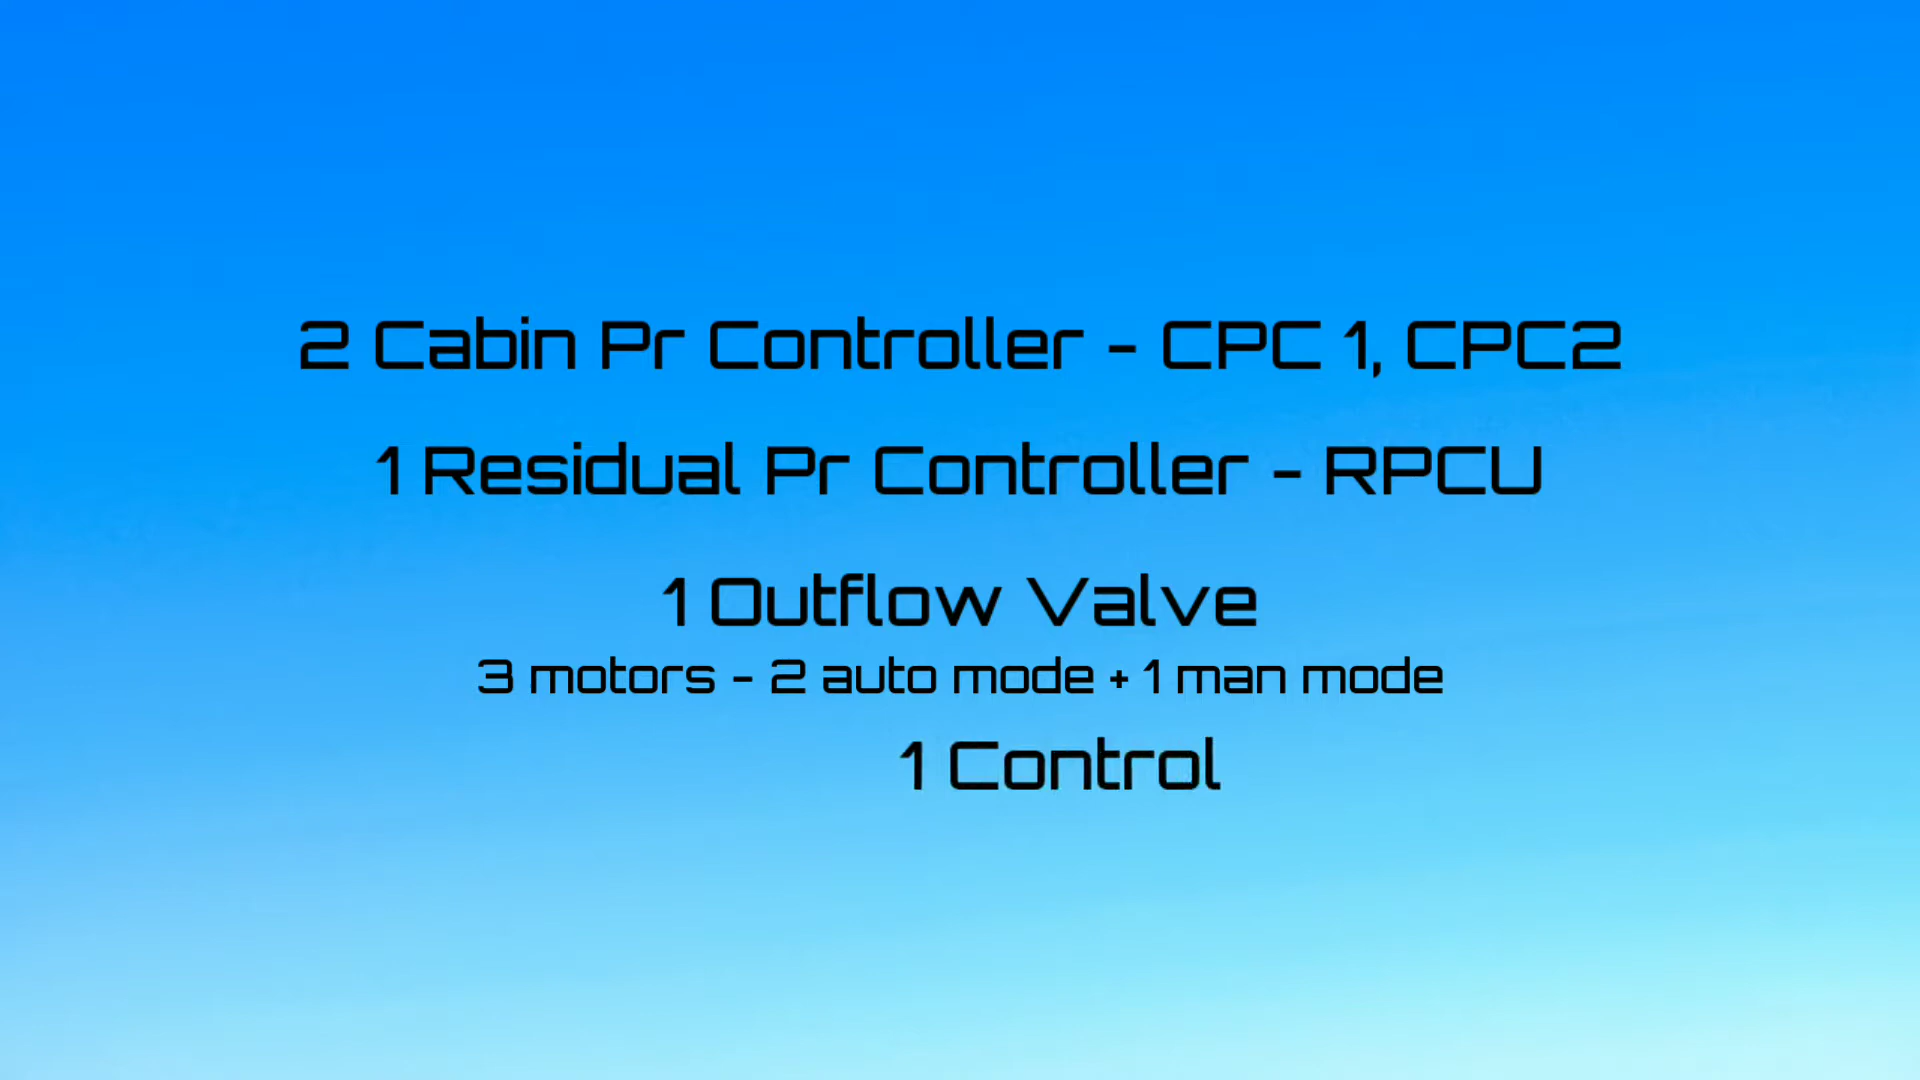 2 Cabin Pr Controller - CPC 1, CPC2
1 Residual Pr Controller - RPCU
1 Outflow Valve
3 motors - 2 auto mode + 1 man mode
1 Control